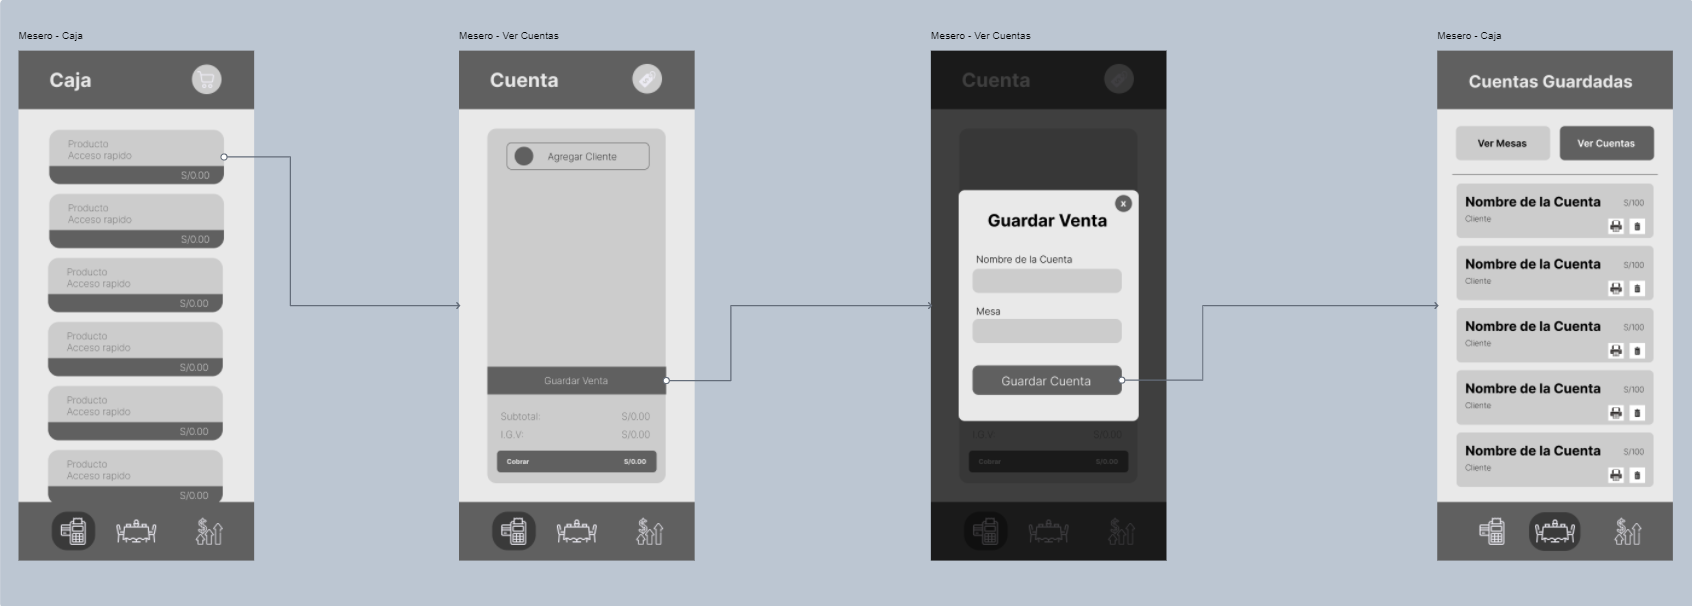 Mesero - Caja
Caja
Producto
Acceso rapido
S/0.00
Producto
Acceso rapido
S/0.00
Producto
Acceso rapido
S/0.00
Producto
Acceso rapido
S/0.00
Producto
Acceso rapido
S/0.00
Producto
Acceso rapido
S/0.00
Mesero - Ver Cuentas
Cuenta
Agregar Cliente
Guardar Venta
Subtotal: S/0.00
I.G.V: S/0.00
Cobrar S/0.00
Mesero - Ver Cuentas
Cuenta
x
Guardar Venta
Nombre de la Cuenta
Mesa
Guardar Cuenta
I.G.V: S/0.00
Cobrar S/0.00
Mesero - Caja
Cuentas Guardadas
Ver Mesas Ver Cuentas
Nombre de la Cuenta S/100
Cliente
Nombre de la Cuenta S/100
Cliente
Nombre de la Cuenta S/100
Cliente
Nombre de la Cuenta S/100
Cliente
Nombre de la Cuenta S/100
Cliente